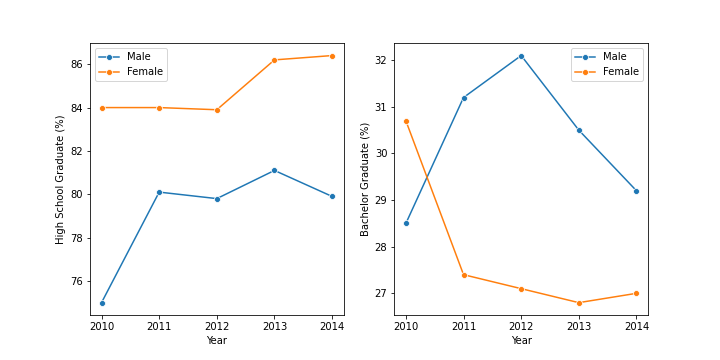 Male
Female
86
84
82
80
78
76
High School Graduate (%)
2010 2011 2012 2013 2014
Year
Male
Female
32
31
30
29
28
27
Bachelor Graduate (%)
2010 2011 2012 2013 2014
Year